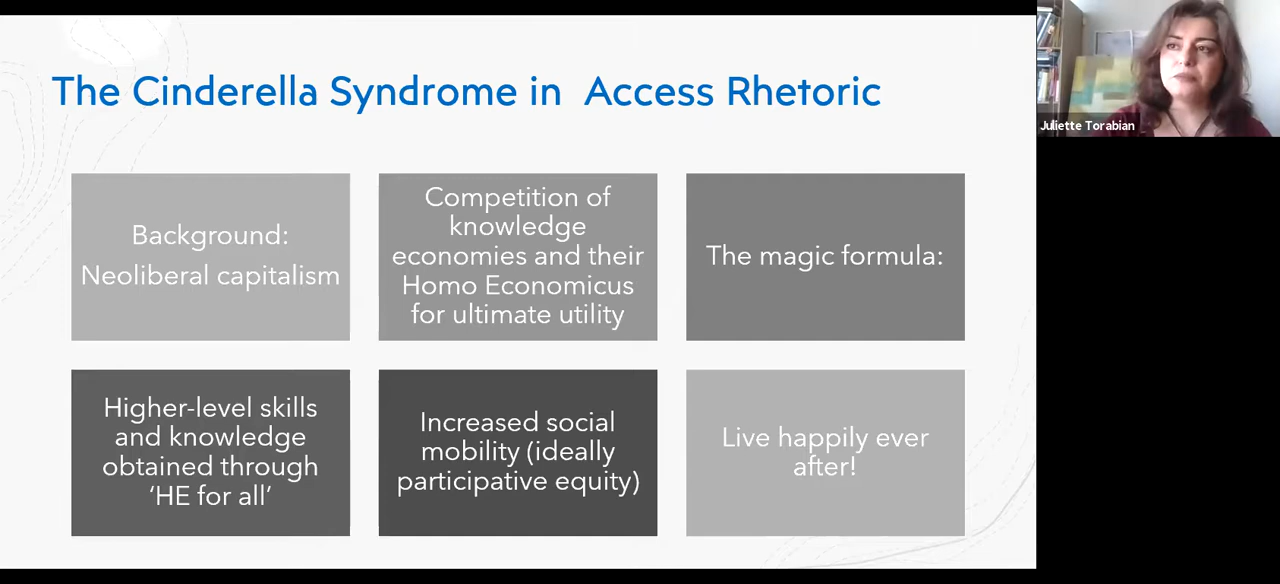 The Cinderella Syndrome in Access Rhetoric
Juliette Torabian
Background:
Neoliberal capitalism
Competition of
knowledge
economies and their
Homo Economicus
for ultimate utility
The magic formula:
Higher-level skills
and knowledge
obtained through
‘HE for all’
Increased social
mobility (ideally
participative equity)
Live happily ever
after!